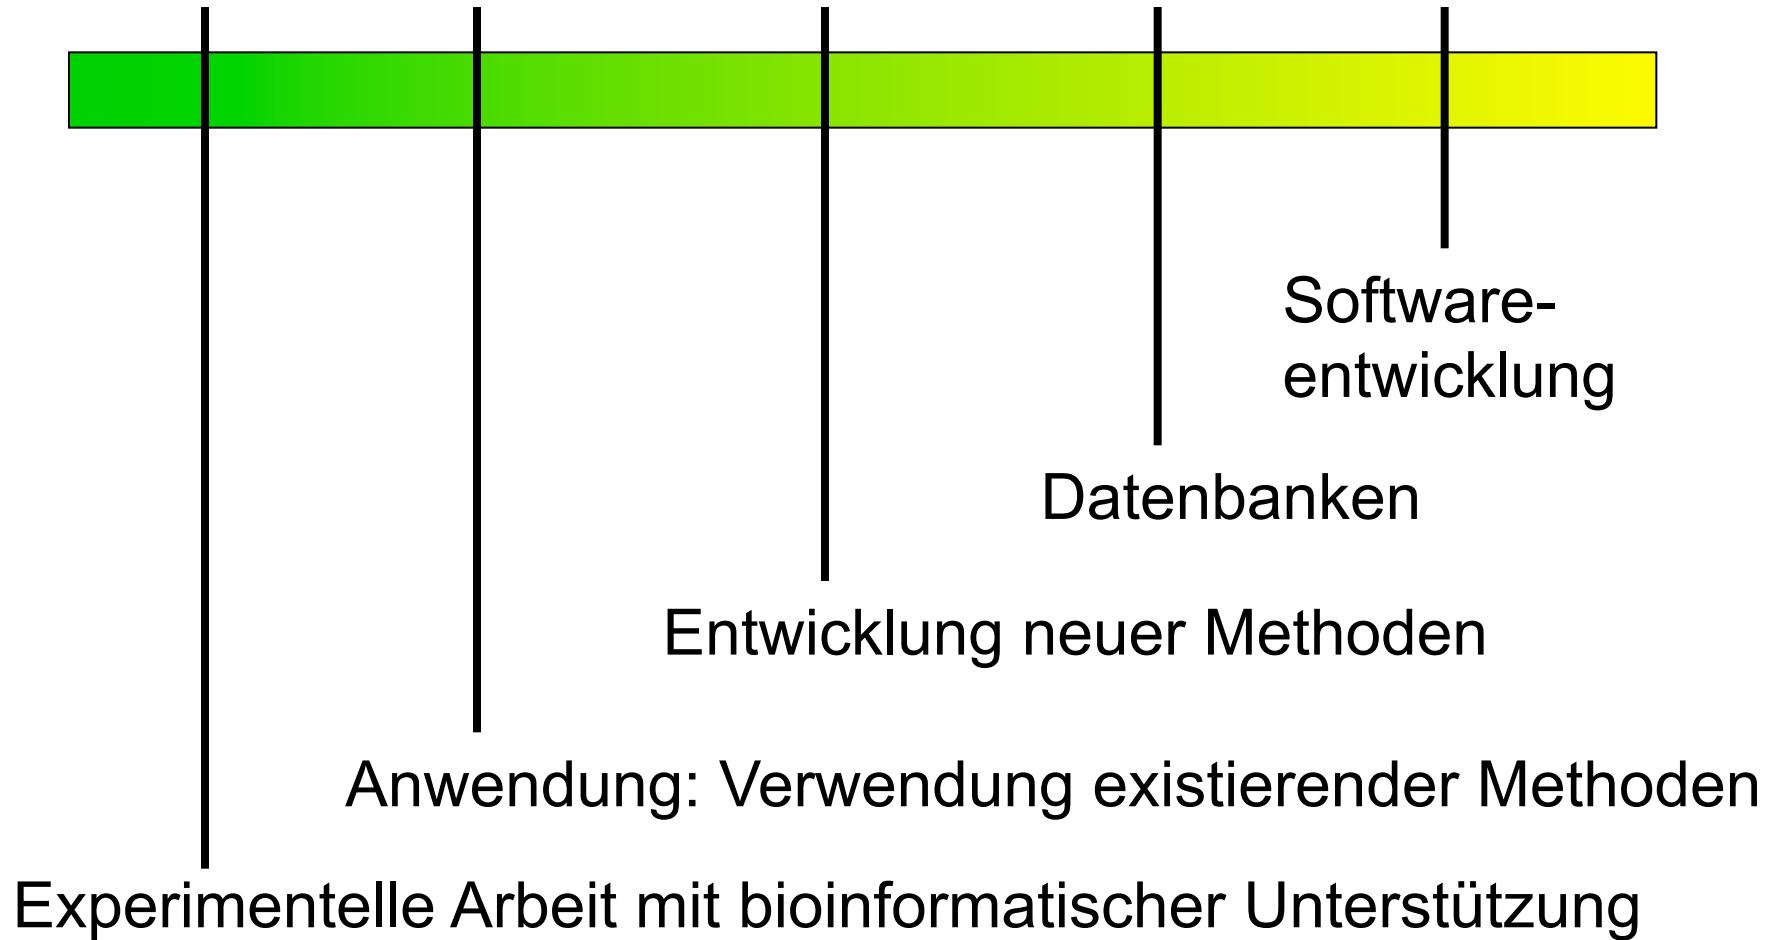 Software-
entwicklung
Datenbanken
Entwicklung neuer Methoden
Anwendung: Verwendung existierender Methoden
Experimentelle Arbeit mit bioinformatischer Unterstützung